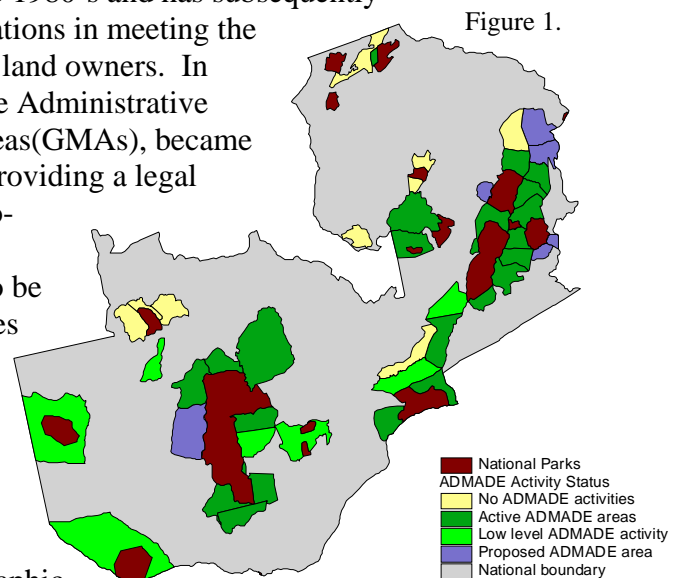 1980's and has subsequently
ations in meeting the
land owners. In
e Administrative
eas(GMAs), became
roviding a legal
o-
o be
es
aphic
Figure 1.
National Parks
ADMADE Activity Status
No ADMADE activities
Active ADMADE areas
Low level ADMADE activity
Proposed ADMADE area
National boundary